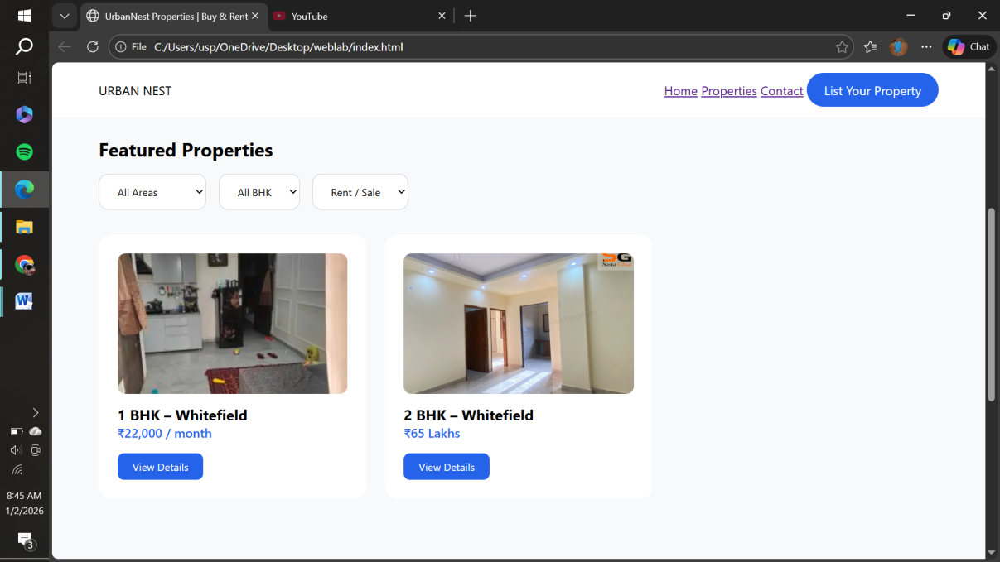 UrbanNest Properties | Buy & Rent
YouTube
File C:/Users/usp/OneDrive/Desktop/weblab/index.html
Chat
URBAN NEST
Home Properties Contact List Your Property
Featured Properties
All Areas All BHK Rent / Sale
SG
1 BHK – Whitefield
₹22,000 / month
View Details
2 BHK – Whitefield
₹65 Lakhs
View Details
8:45 AM
1/2/2026
3